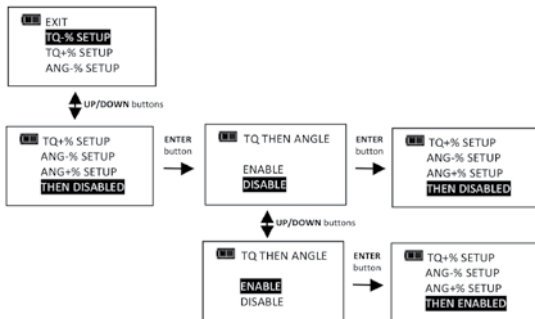 EXIT
TQ-% SETUP
TQ+% SETUP
ANG-% SETUP
UP/DOWN buttons
TQ+% SETUP
ANG-% SETUP
ANG+% SETUP
THEN DISABLED
ENTER
button
TQ THEN ANGLE
ENABLE
DISABLE
ENTER
button
TQ+% SETUP
ANG-% SETUP
ANG+% SETUP
THEN DISABLED
UP/DOWN buttons
TQ THEN ANGLE
ENABLE
DISABLE
ENTER
button
TQ+% SETUP
ANG-% SETUP
ANG+% SETUP
THEN ENABLED